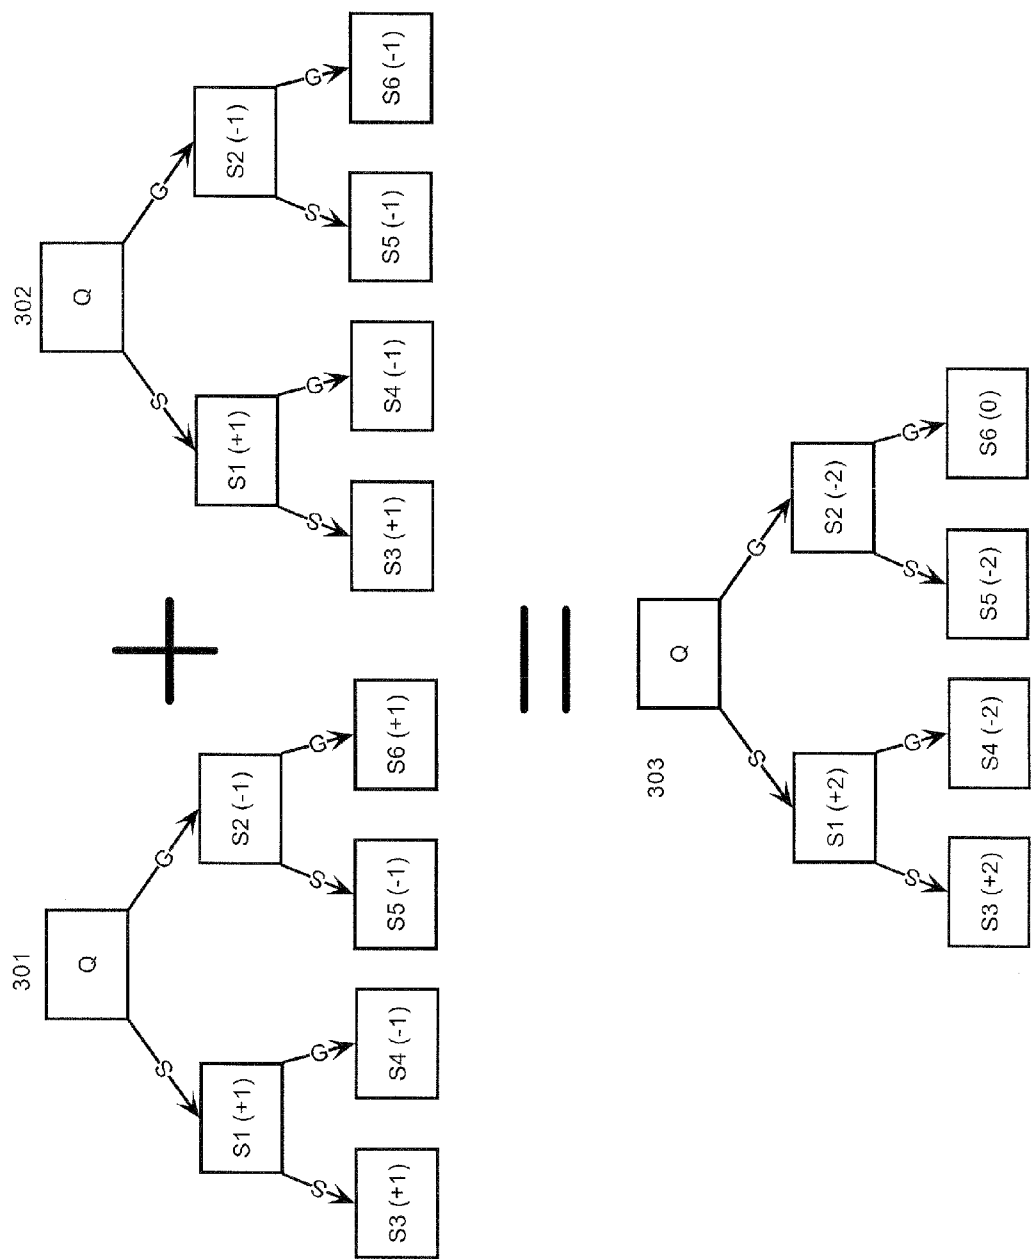 301
Q
S
G
S1 (+1)
S2 (-1)
S
G
S
G
S3 (+1)
S4 (-1)
S5 (-1)
S6 (+1)
302
Q
S
G
S1 (+1)
S2 (-1)
S
G
S
G
S3 (+1)
S4 (-1)
S5 (-1)
S6 (-1)
303
Q
S
G
S1 (+2)
S2 (-2)
S
G
S
G
S3 (+2)
S4 (-2)
S5 (-2)
S6 (0)